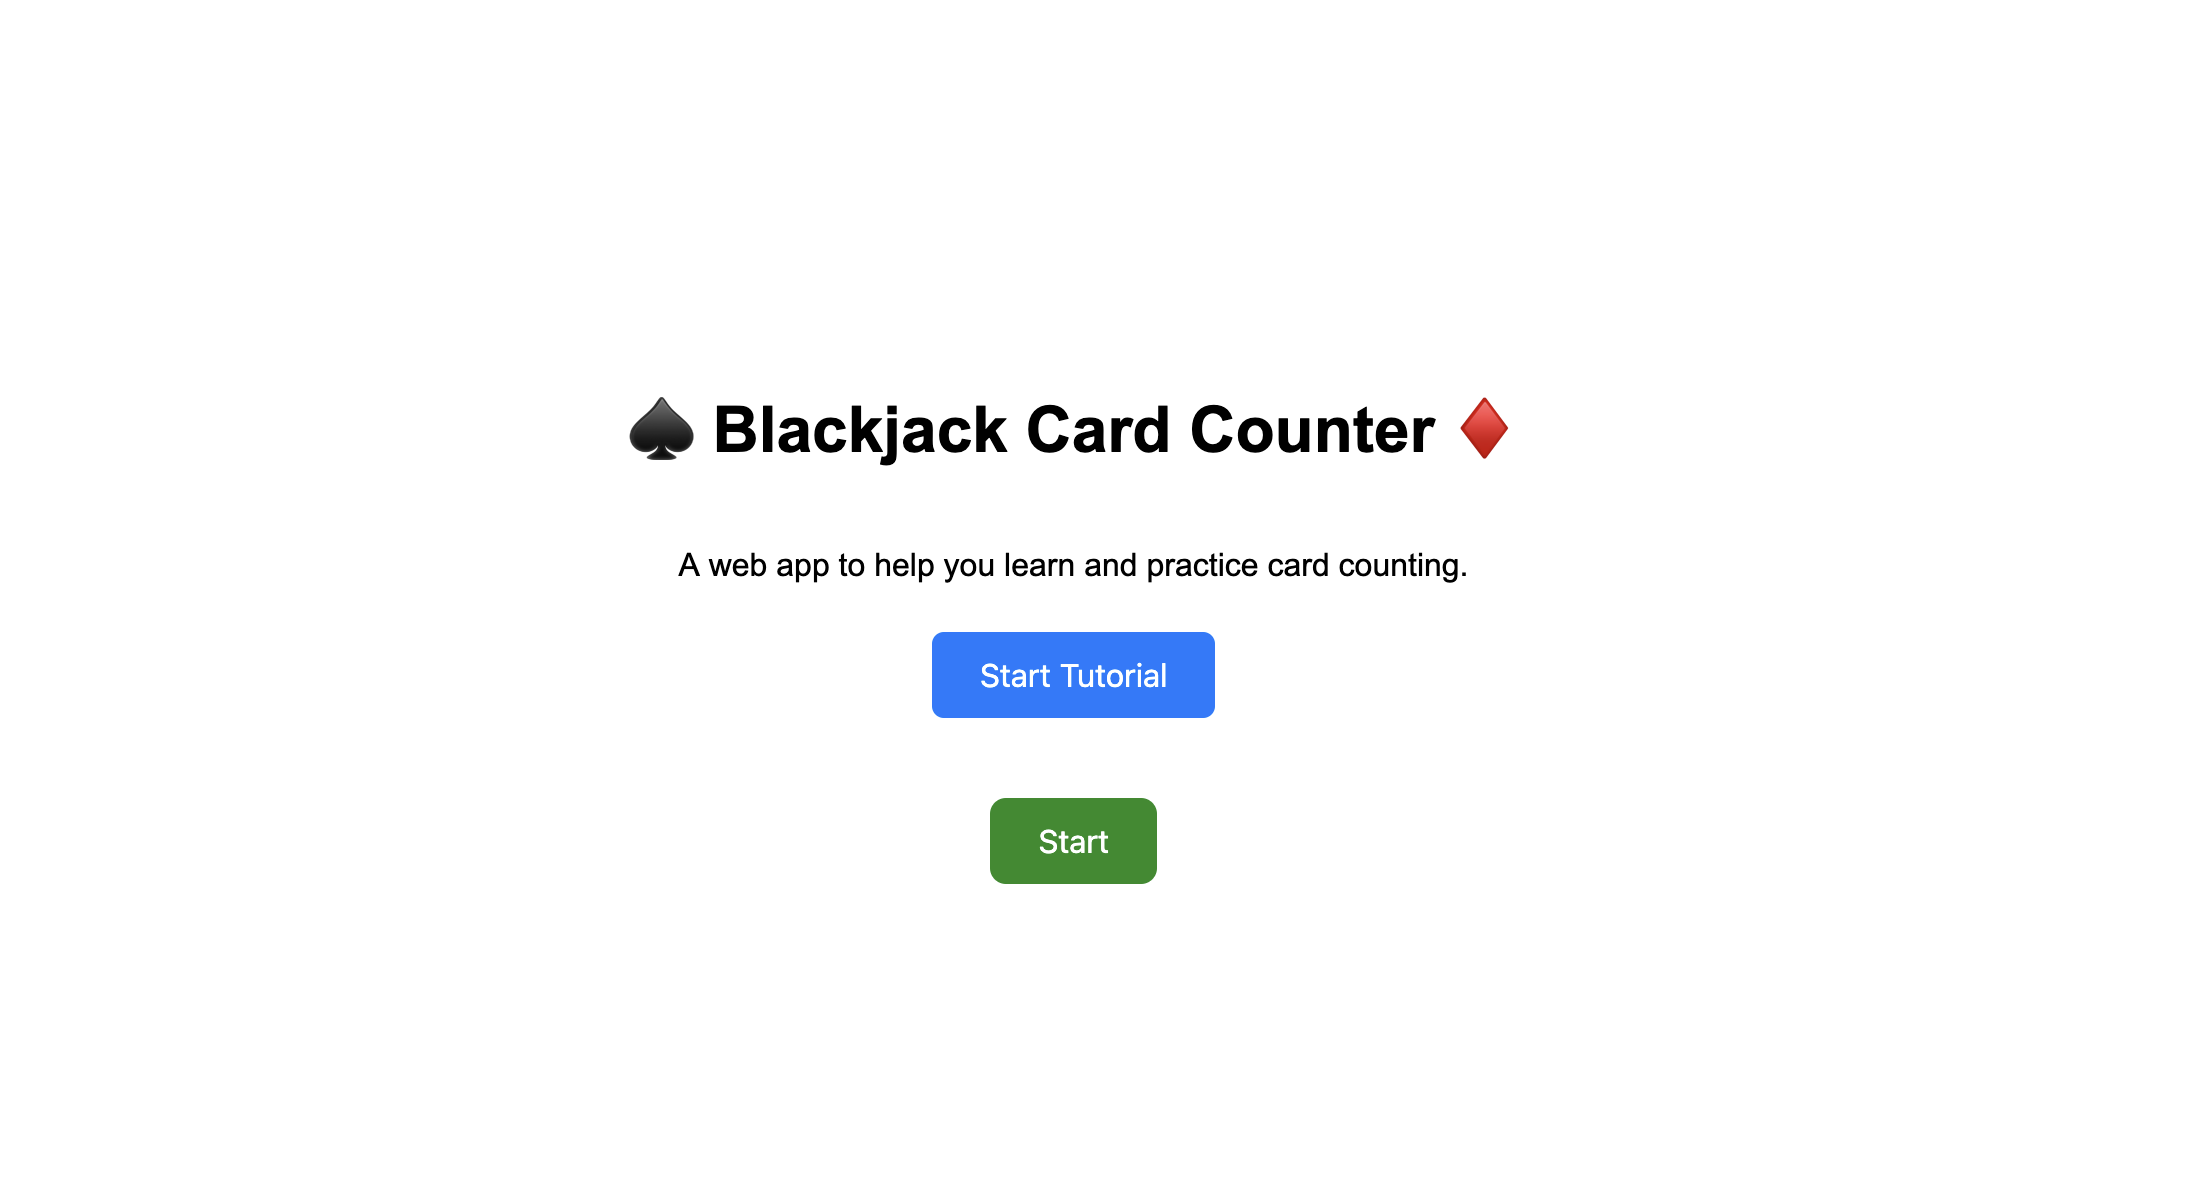 ♠️ Blackjack Card Counter ♦️
A web app to help you learn and practice card counting.
Start Tutorial
Start